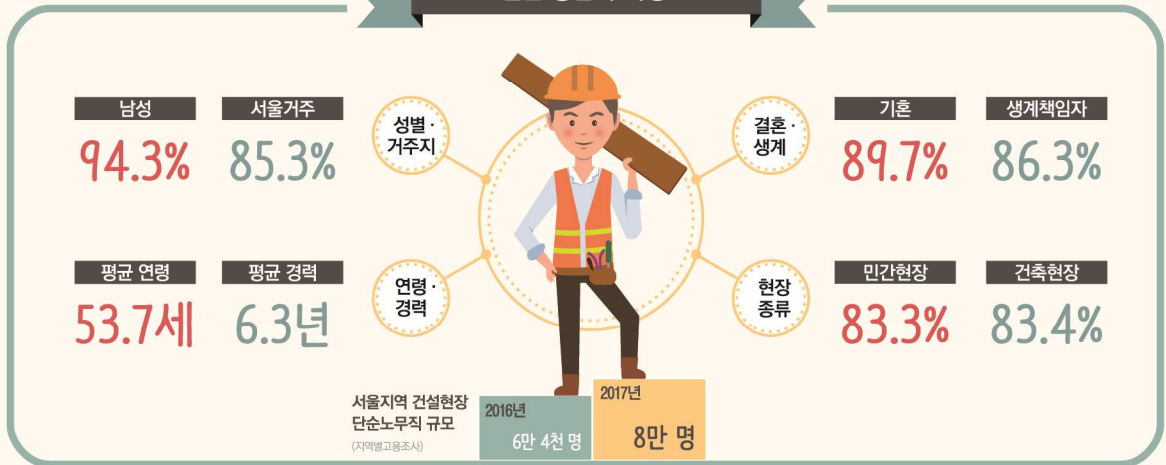 남성
94.3%
서울거주
85.3%
성별·
거주지
결혼·
생계
기혼
89.7%
생계책임자
86.3%
평균 연령
53.7세
평균 경력
6.3년
연령·
경력
현장
종류
민간현장
83.3%
건축현장
83.4%
서울지역 건설현장
단순노무직 규모
(지역별고용조사)
2016년
6만 4천 명
2017년
8만 명